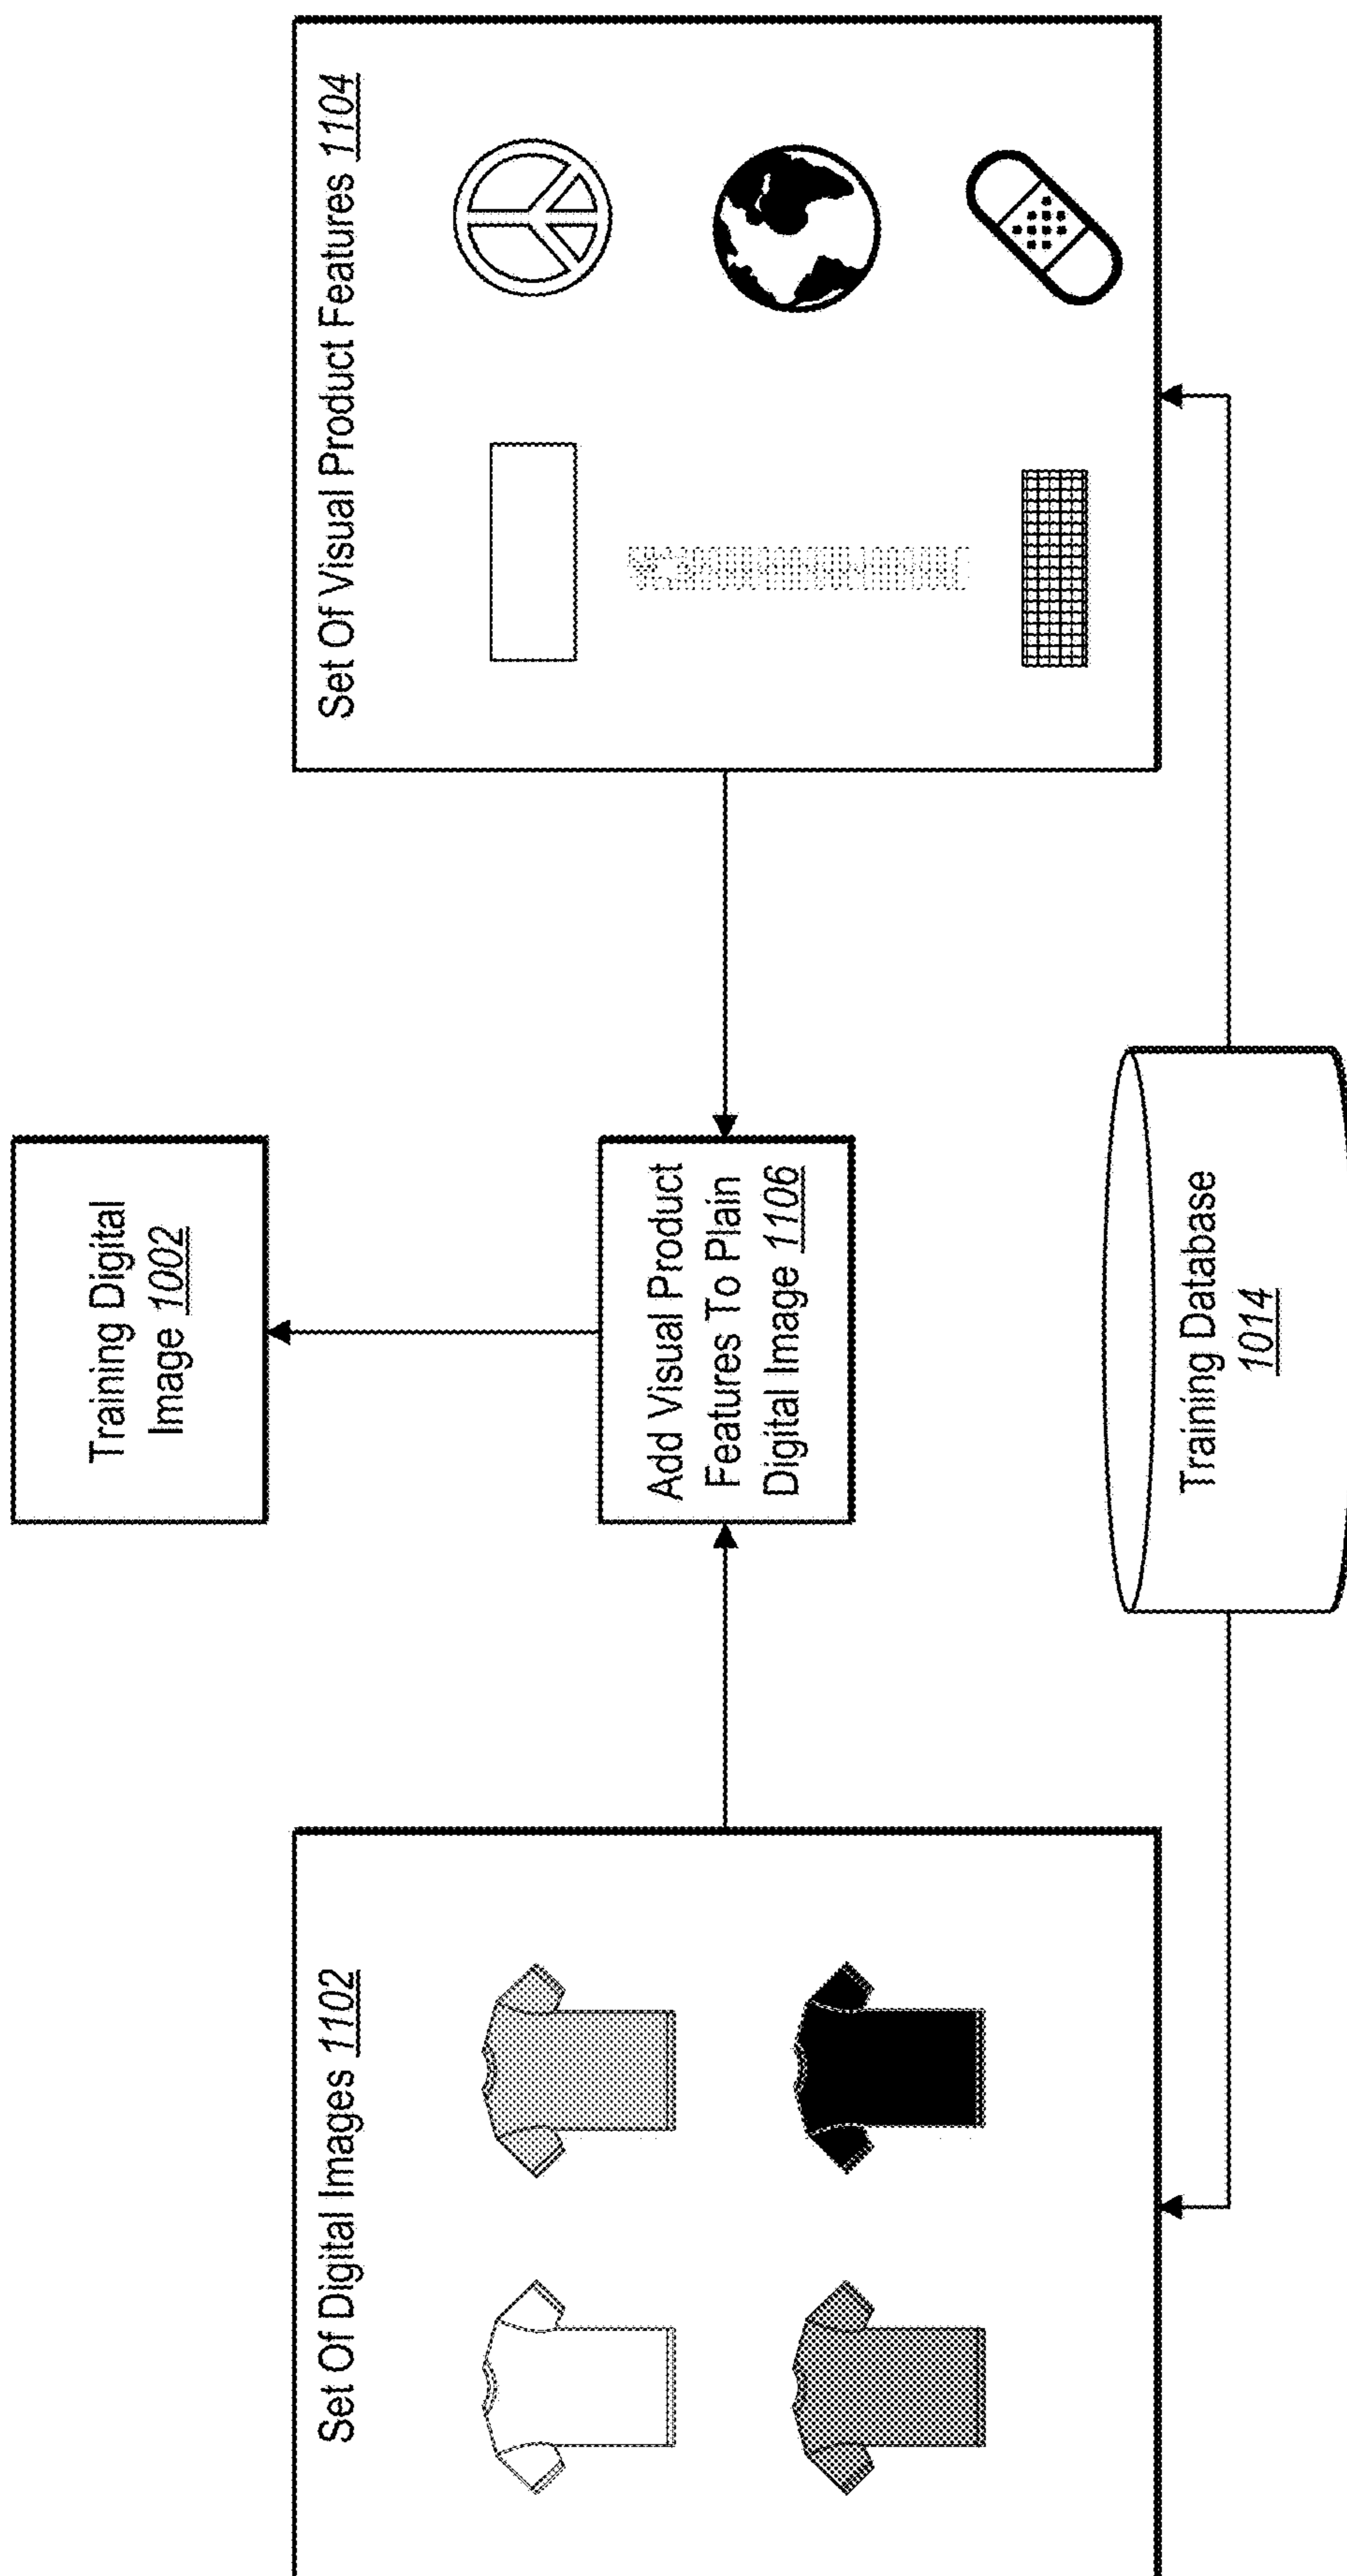 Training Digital
Image 1002
Set Of Digital Images 1102
Add Visual Product
Features To Plain
Digital Image 1106
Set Of Visual Product Features 1104
Training Database
1014